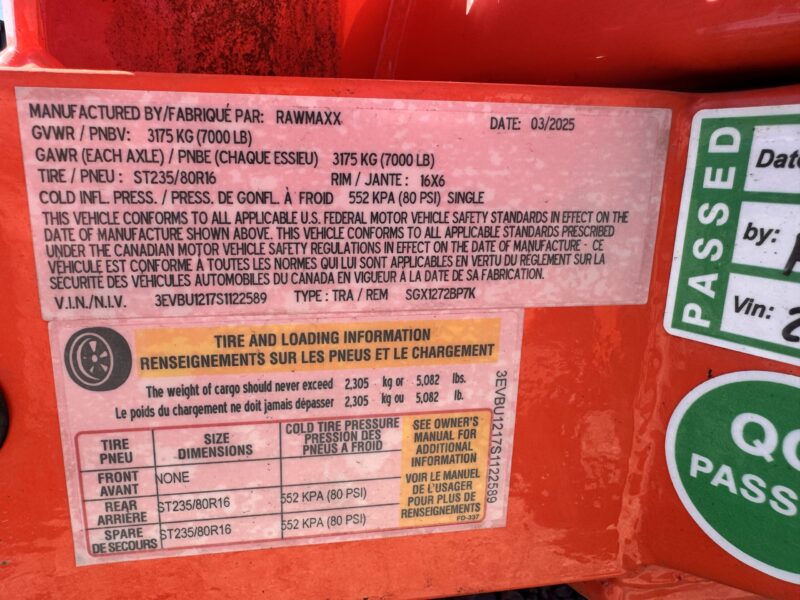 MANUFACTURED BY/FABRIQUÉ PAR: RAWMAXX DATE: 03/2025
GVWR / PNBV: 3175 KG (7000 LB)
GAWR (EACH AXLE) / PNBE (CHAQUE ESSIEU) 3175 KG (7000 LB)
TIRE / PNEU : ST235/80R16 RIM / JANTE : 16X6
COLD INFL. PRESS. / PRESS. DE GONFL. À FROID 552 KPA (80 PSI) SINGLE
THIS VEHICLE CONFORMS TO ALL APPLICABLE U.S. FEDERAL MOTOR VEHICLE SAFETY STANDARDS IN EFFECT ON THE
DATE OF MANUFACTURE SHOWN ABOVE. THIS VEHICLE CONFORMS TO ALL APPLICABLE STANDARDS PRESCRIBED
UNDER THE CANADIAN MOTOR VEHICLE SAFETY REGULATIONS IN EFFECT ON THE DATE OF MANUFACTURE - CE
VÉHICULE EST CONFORME À TOUTES LES NORMES QUI LUI SONT APPLICABLES EN VERTU DU RÈGLEMENT SUR LA
SÉCURITÉ DES VÉHICULES AUTOMOBILES DU CANADA EN VIGUEUR À LA DATE DE SA FABRICATION.
V.I.N./N.I.V. 3EVBU1217S1122589 TYPE : TRA / REM SGX1272BP7K
TIRE AND LOADING INFORMATION
RENSEIGNEMENTS SUR LES PNEUS ET LE CHARGEMENT
The weight of cargo should never exceed 2,305 kg or 5,082 lbs.
Le poids du chargement ne doit jamais dépasser 2,305 kg ou 5,082 lb.
TIRE
PNEU
SIZE
DIMENSIONS
COLD TIRE PRESSURE
PRESSION DES
PNEUS A FROID
FRONT
AVANT
NONE
REAR
ARRIÈRE
ST235/80R16
552 KPA (80 PSI)
SPARE
DE SECOURS
ST235/80R16
552 KPA (80 PSI)
SEE OWNER'S
MANUAL FOR
ADDITIONAL
INFORMATION
VOIR LE MANUEL
DE L'USAGER
POUR PLUS DE
RENSEIGNEMENTS
FD-337
3EVBU1217S1122589
PASSED
Date
by:
Vin: 2
QC
PASS